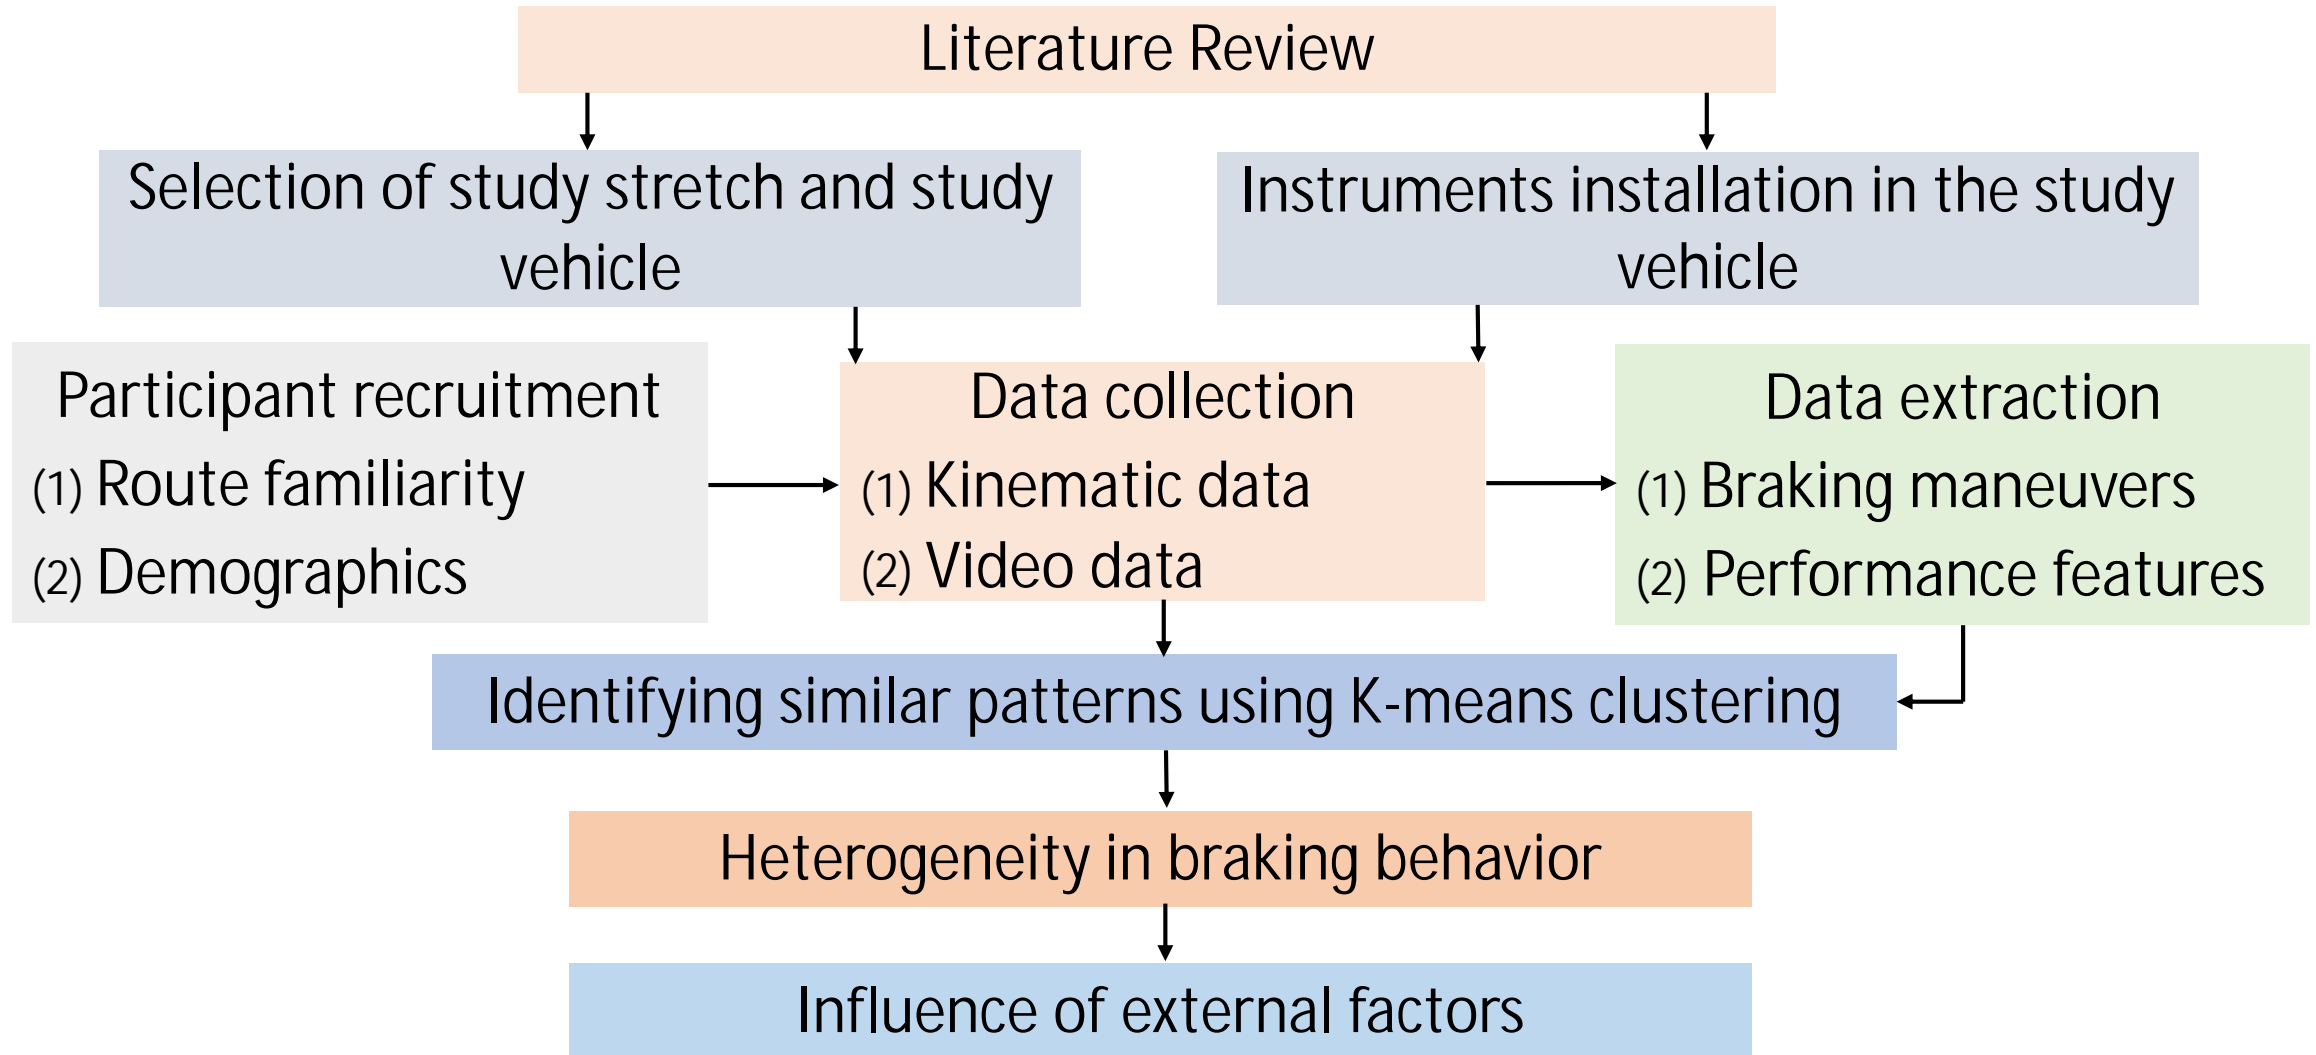 Literature Review
Selection of study stretch and study
vehicle
Instruments installation in the study
vehicle
Participant recruitment
(1) Route familiarity
(2) Demographics
Data collection
(1) Kinematic data
(2) Video data
Data extraction
(1) Braking maneuvers
(2) Performance features
Identifying similar patterns using K-means clustering
Heterogeneity in braking behavior
Influence of external factors